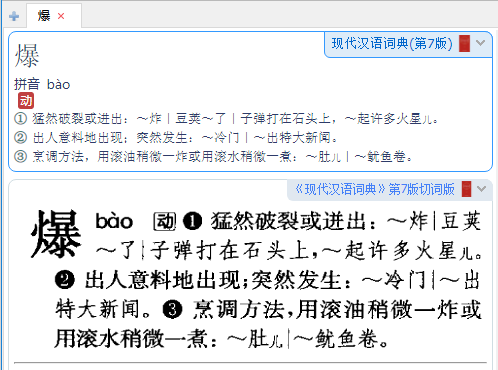 爆
现代汉语词典(第7版)
爆
拼音 bào
动
① 猛然破裂或迸出：～炸｜豆荚～了｜子弹打在石头上，～起许多火星儿。
② 出人意料地出现；突然发生：～冷门｜～出特大新闻。
③ 烹调方法，用滚油稍微一炸或用滚水稍微一煮：～肚儿｜～鱿鱼卷。
《现代汉语词典》第7版切词版
爆 bào 动 ❶ 猛然破裂或迸出：～炸｜豆荚
～了｜子弹打在石头上，～起许多火星儿。
❷ 出人意料地出现；突然发生：～冷门｜～出
特大新闻。❸ 烹调方法，用滚油稍微一炸或
用滚水稍微一煮：～肚儿｜～鱿鱼卷。